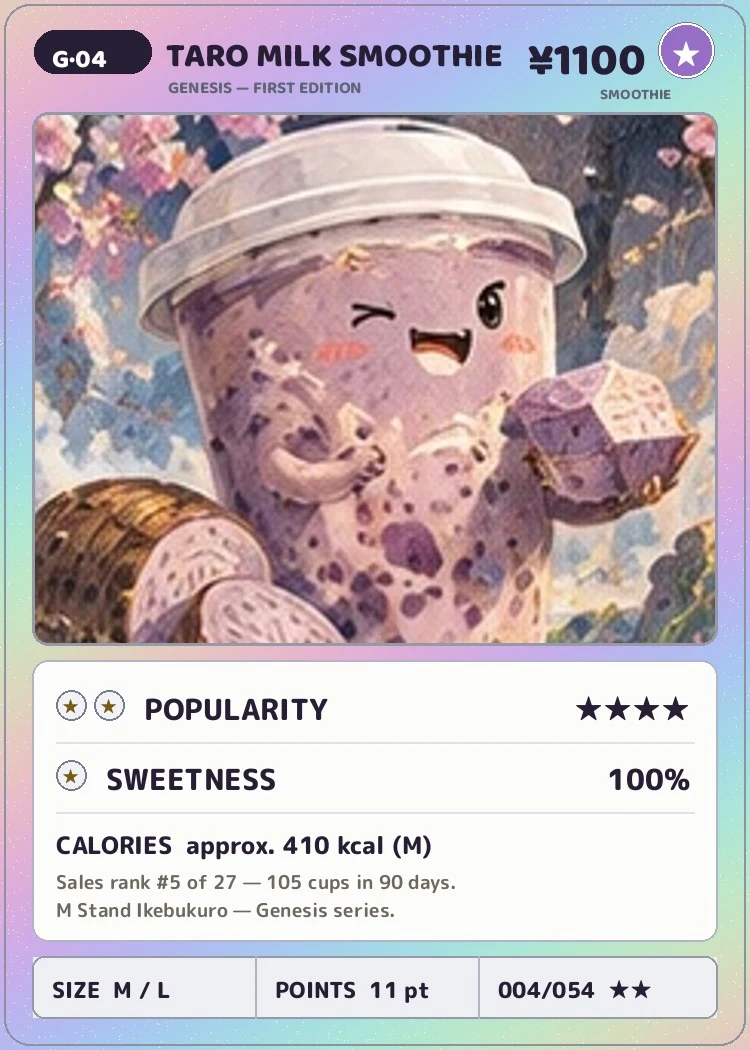 G·04 TARO MILK SMOOTHIE ¥1100 ★
GENESIS — FIRST EDITION
SMOOTHIE
★ ★ POPULARITY ★★★★
★ SWEETNESS 100%
CALORIES approx. 410 kcal (M)
Sales rank #5 of 27 — 105 cups in 90 days.
M Stand Ikebukuro — Genesis series.
SIZE M / L POINTS 11 pt 004/054 ★★